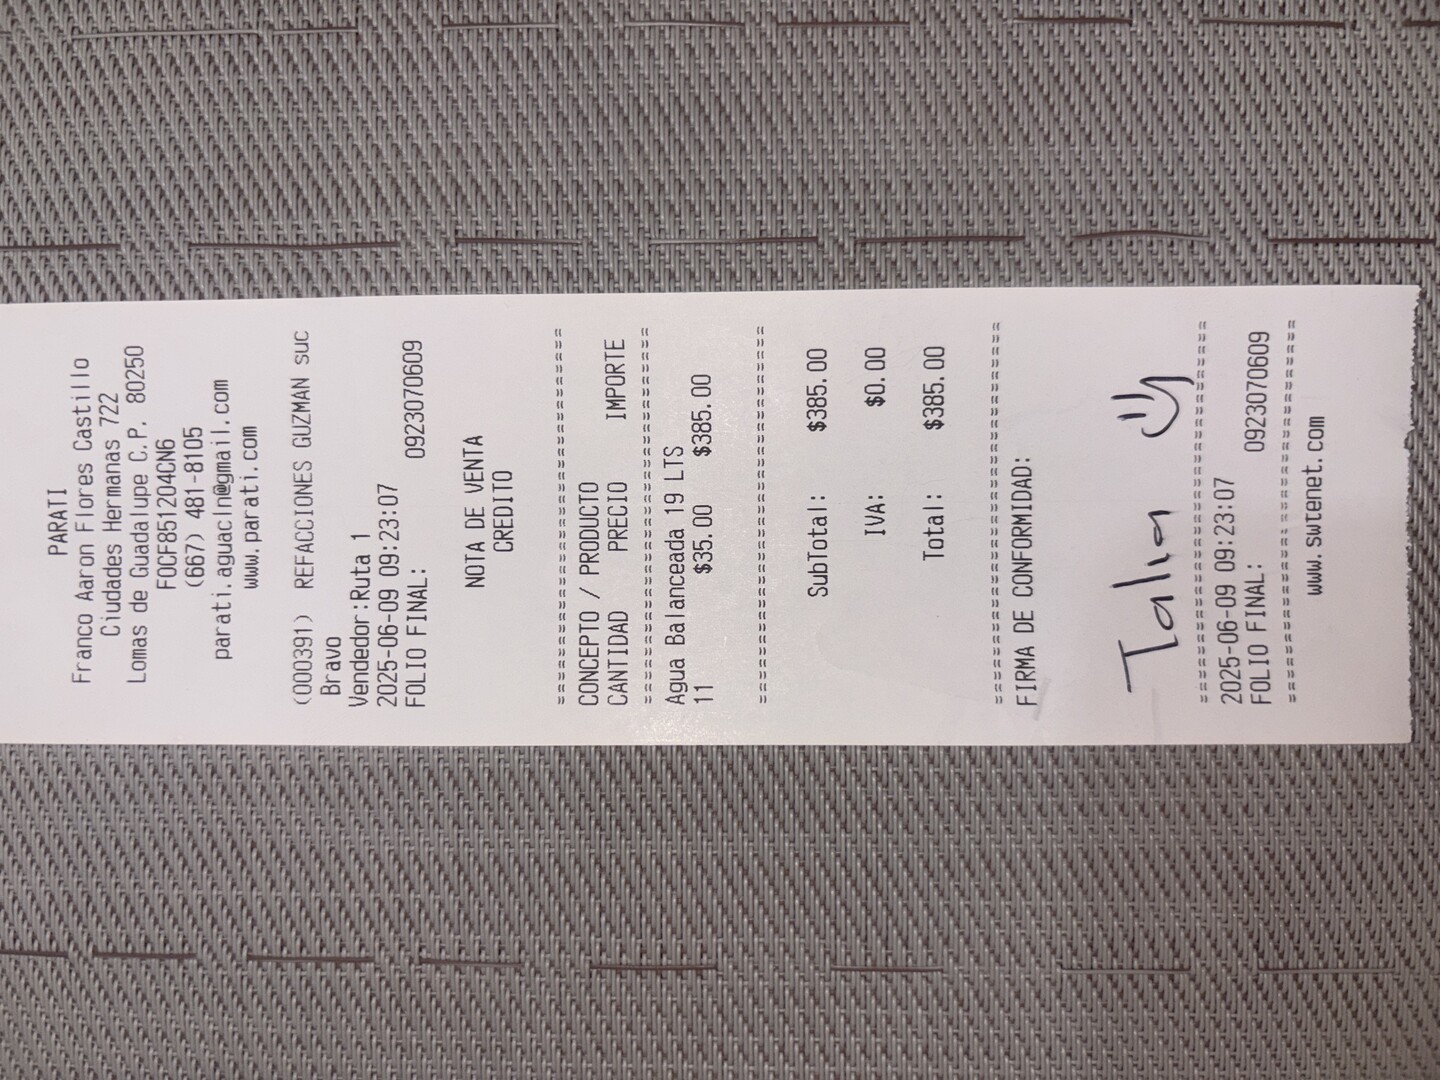 PARATI
Franco Aaron Flores Castillo
Ciudades Hermanas 722
Lomas de Guadalupe C.P. 80250
FOCF851204CN6
(667) 481-8105
parati.aguacln@gmail.com
www.parati.com
(000391) REFACCIONES GUZMAN suc
Bravo
Vendedor:Ruta 1
2025-06-09 09:23:07
FOLIO FINAL: 0923070609
NOTA DE VENTA
CREDITO
================================
CONCEPTO / PRODUCTO
CANTIDAD PRECIO IMPORTE
================================
Agua Balanceada 19 LTS
11 $35.00 $385.00
================================
SubTotal: $385.00
IVA: $0.00
Total: $385.00
================================
FIRMA DE CONFORMIDAD:
Talia
================================
2025-06-09 09:23:07
FOLIO FINAL: 0923070609
================================
www.swtenet.com